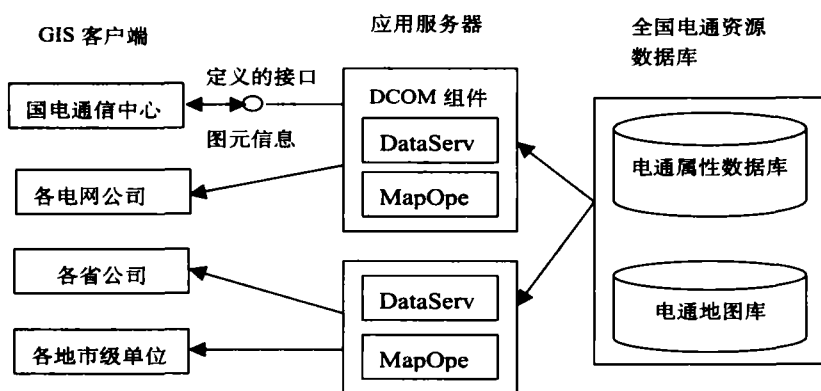 GIS 客户端
应用服务器
全国电通资源
数据库
国电通信中心
定义的接口
图元信息
各电网公司
各省公司
各地市级单位
DCOM 组件
DataServ
MapOpe
DataServ
MapOpe
电通属性数据库
电通地图库